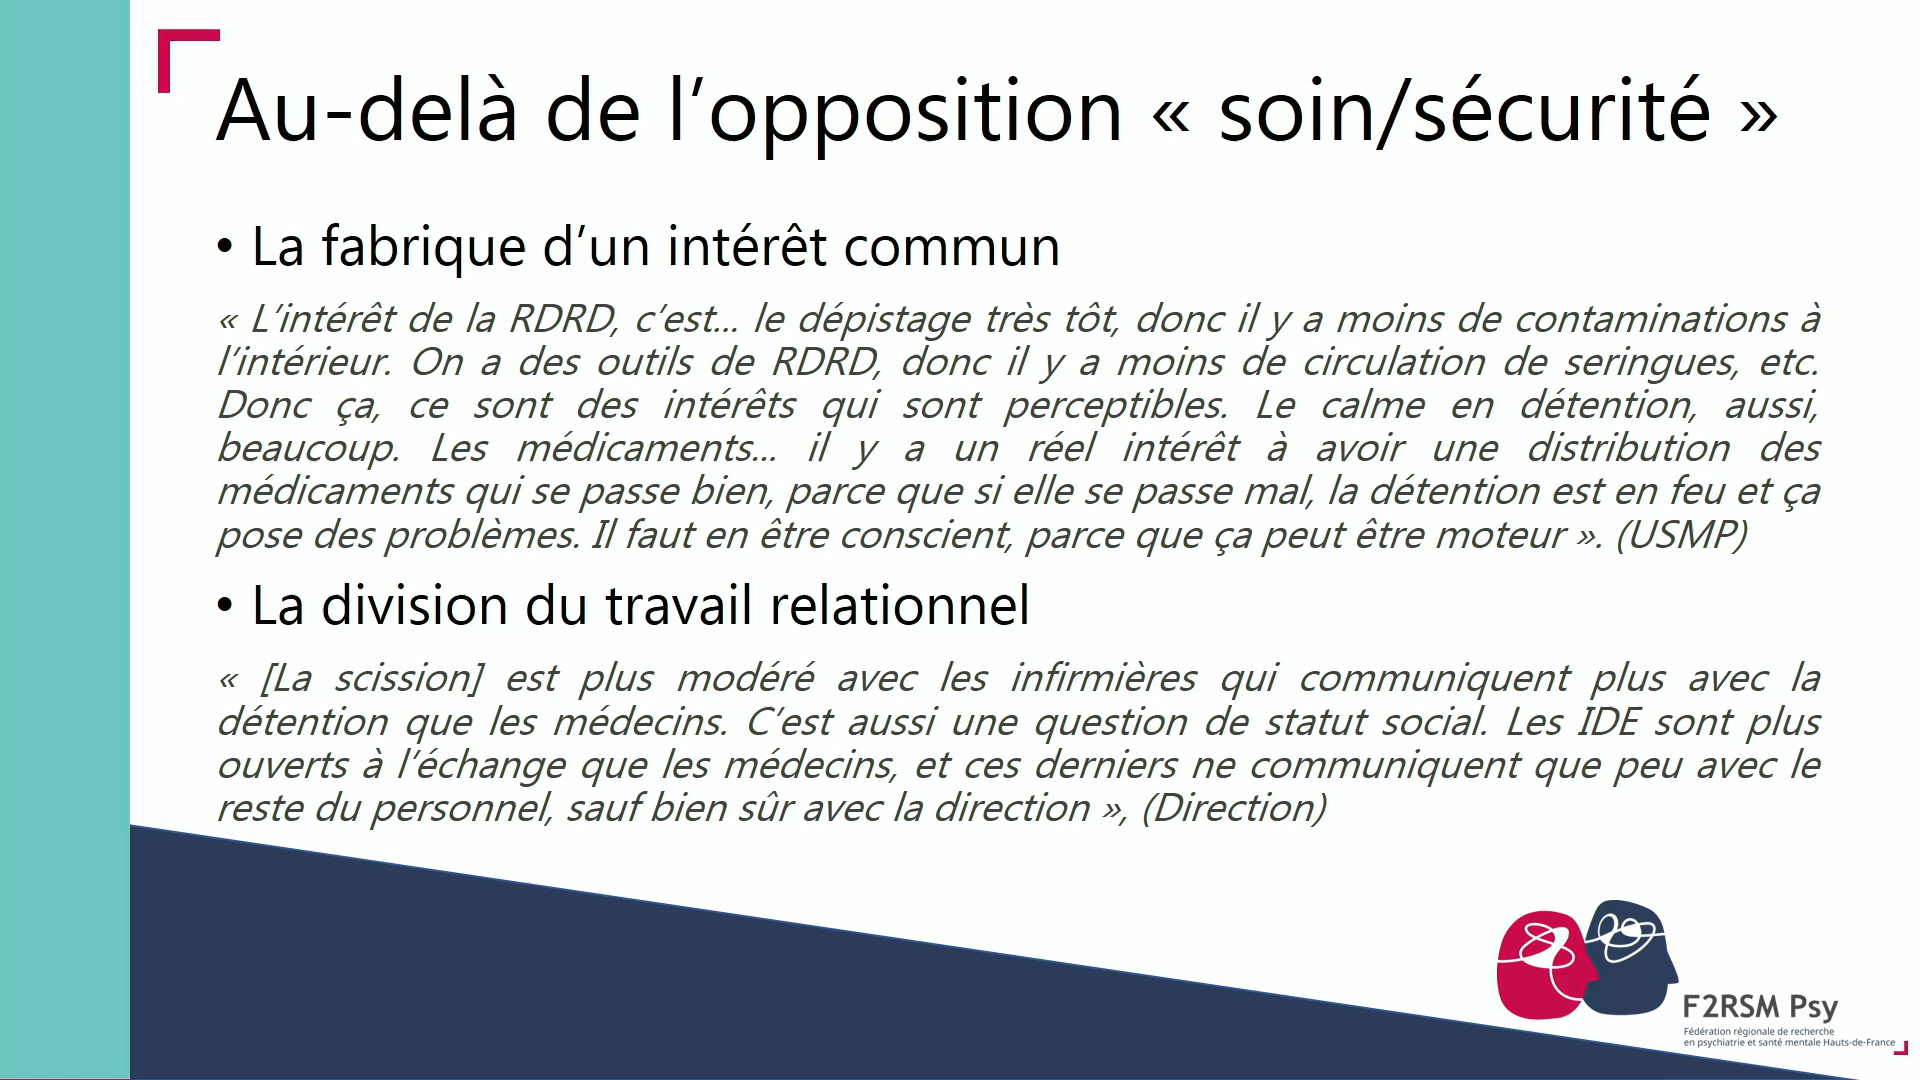 Au-delà de l’opposition « soin/sécurité »
• La fabrique d’un intérêt commun
« L’intérêt de la RDRD, c’est... le dépistage très tôt, donc il y a moins de contaminations à
l’intérieur. On a des outils de RDRD, donc il y a moins de circulation de seringues, etc.
Donc ça, ce sont des intérêts qui sont perceptibles. Le calme en détention, aussi,
beaucoup. Les médicaments... il y a un réel intérêt à avoir une distribution des
médicaments qui se passe bien, parce que si elle se passe mal, la détention est en feu et ça
pose des problèmes. Il faut en être conscient, parce que ça peut être moteur ». (USMP)
• La division du travail relationnel
« [La scission] est plus modéré avec les infirmières qui communiquent plus avec la
détention que les médecins. C’est aussi une question de statut social. Les IDE sont plus
ouverts à l’échange que les médecins, et ces derniers ne communiquent que peu avec le
reste du personnel, sauf bien sûr avec la direction », (Direction)
F2RSM Psy
Fédération régionale de recherche
en psychiatrie et santé mentale Hauts-de-France